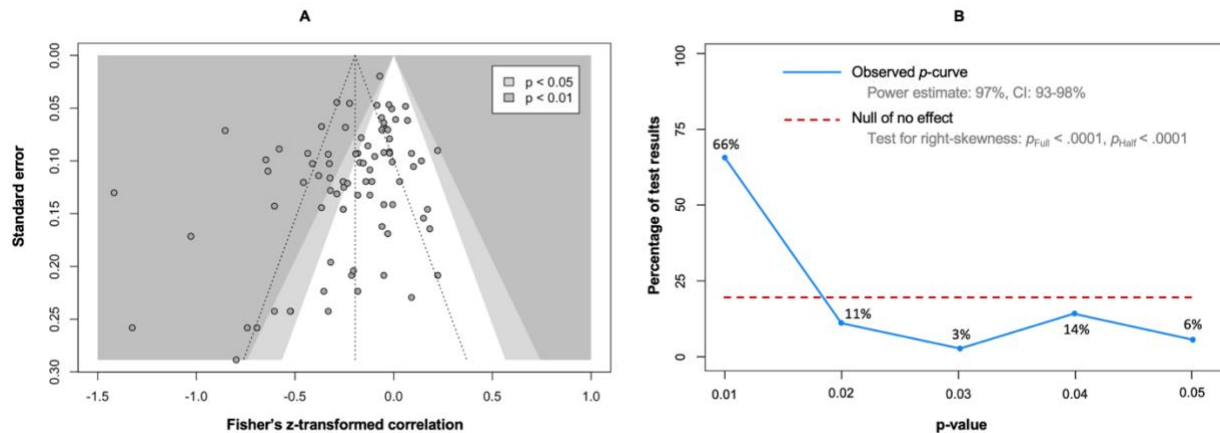 A
Standard error
0.00
0.05
0.10
0.15
0.20
0.25
0.30
p < 0.05
p < 0.01
-1.5
-1.0
-0.5
0.0
0.5
1.0
Fisher's z-transformed correlation
B
Percentage of test results
100
75
50
25
0
Observed p-curve
Power estimate: 97%, CI: 93-98%
Null of no effect
Test for right-skewness: pFull < .0001, pHalf < .0001
66%
11%
3%
14%
6%
0.01
0.02
0.03
0.04
0.05
p-value